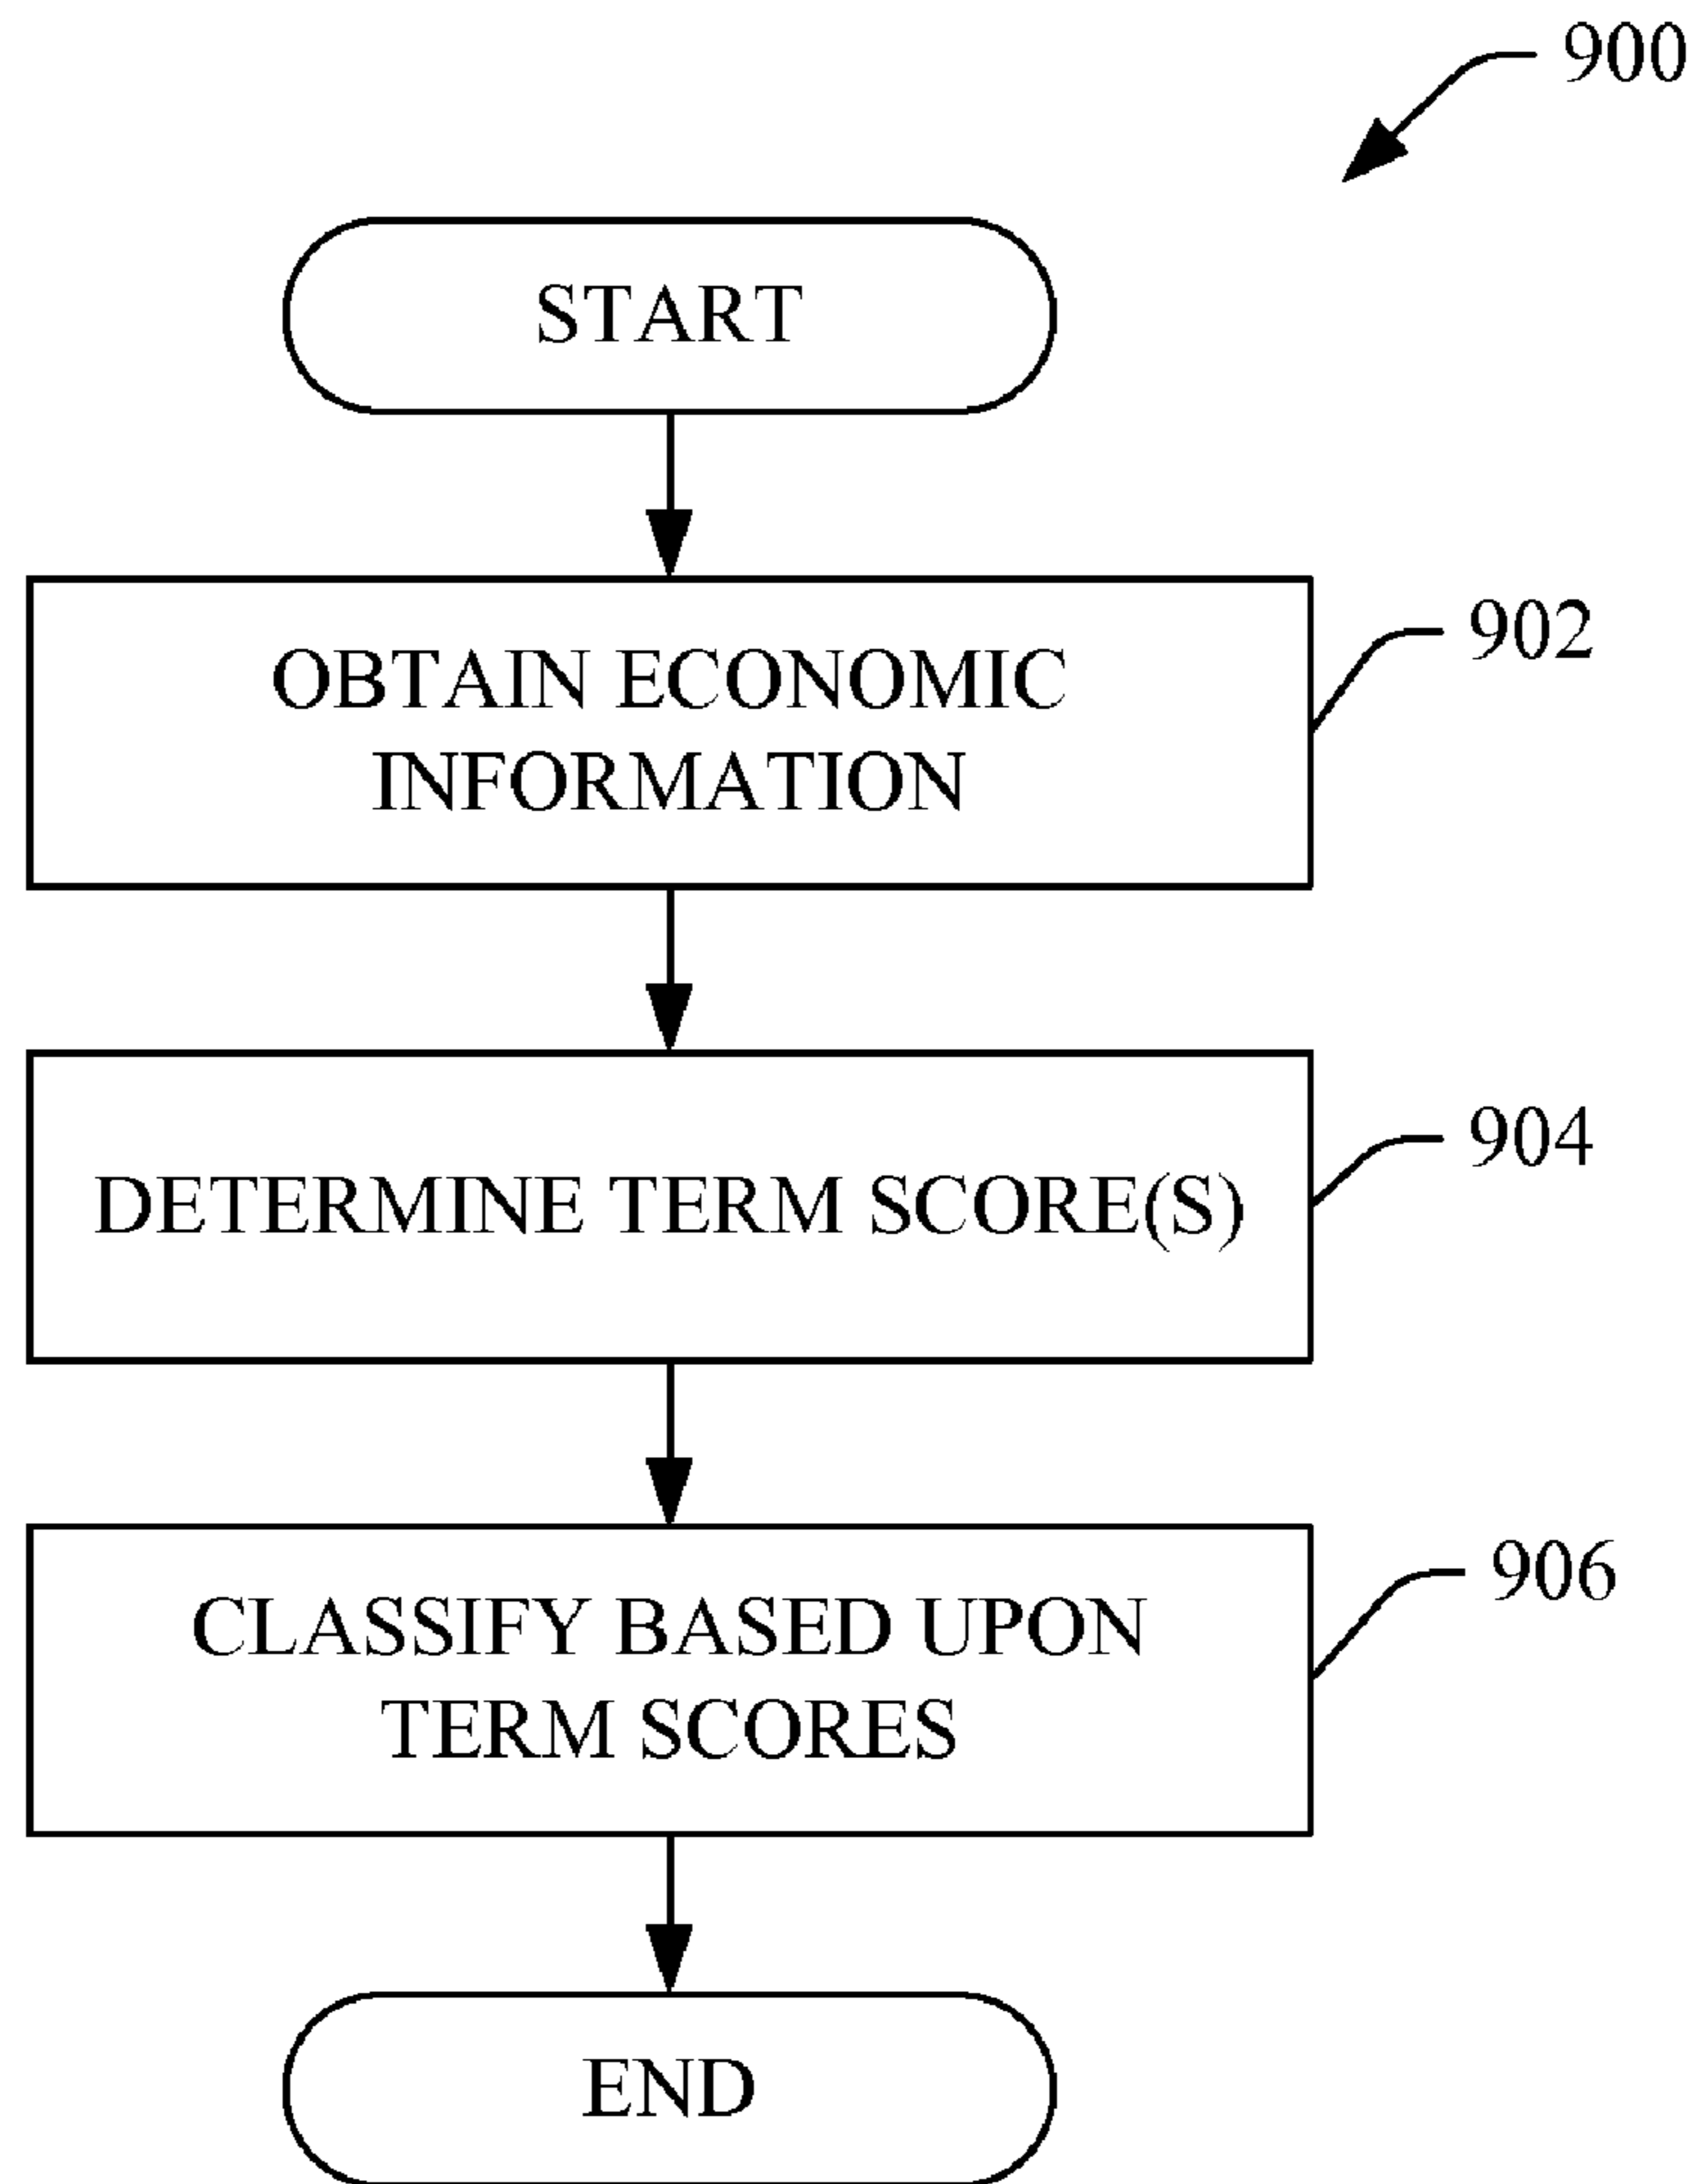 900
START
OBTAIN ECONOMIC
INFORMATION
902
DETERMINE TERM SCORE(S)
904
CLASSIFY BASED UPON
TERM SCORES
906
END